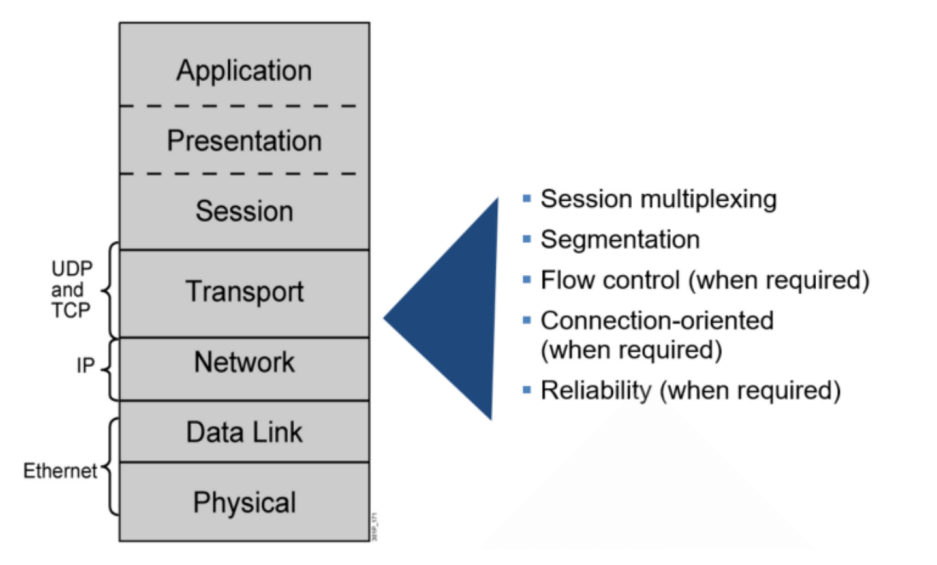 Application
Presentation
Session
UDP
and
TCP
Transport
IP
Network
Data Link
Ethernet
Physical
Session multiplexing
Segmentation
Flow control (when required)
Connection-oriented
(when required)
Reliability (when required)